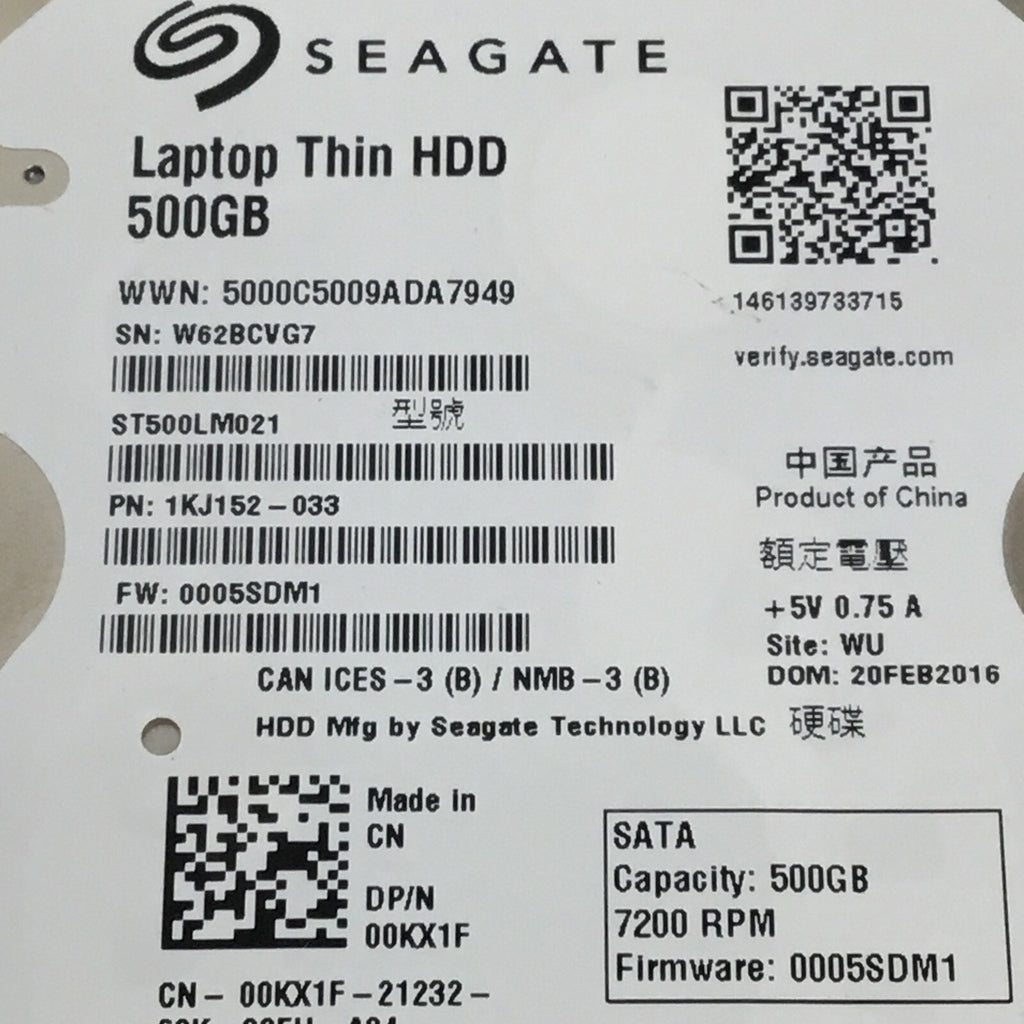 SEAGATE
Laptop Thin HDD
500GB
WWN: 5000C5009ADA7949
SN: W62BCVG7
ST500LM021 型號
PN: 1KJ152-033
FW: 0005SDM1
146139733715
verify.seagate.com
中国产品
Product of China
額定電壓
+5V 0.75 A
Site: WU
DOM: 20FEB2016
CAN ICES-3 (B) / NMB-3 (B)
HDD Mfg by Seagate Technology LLC 硬碟
Made in
CN
DP/N
00KX1F
CN- 00KX1F-21232-
SATA
Capacity: 500GB
7200 RPM
Firmware: 0005SDM1